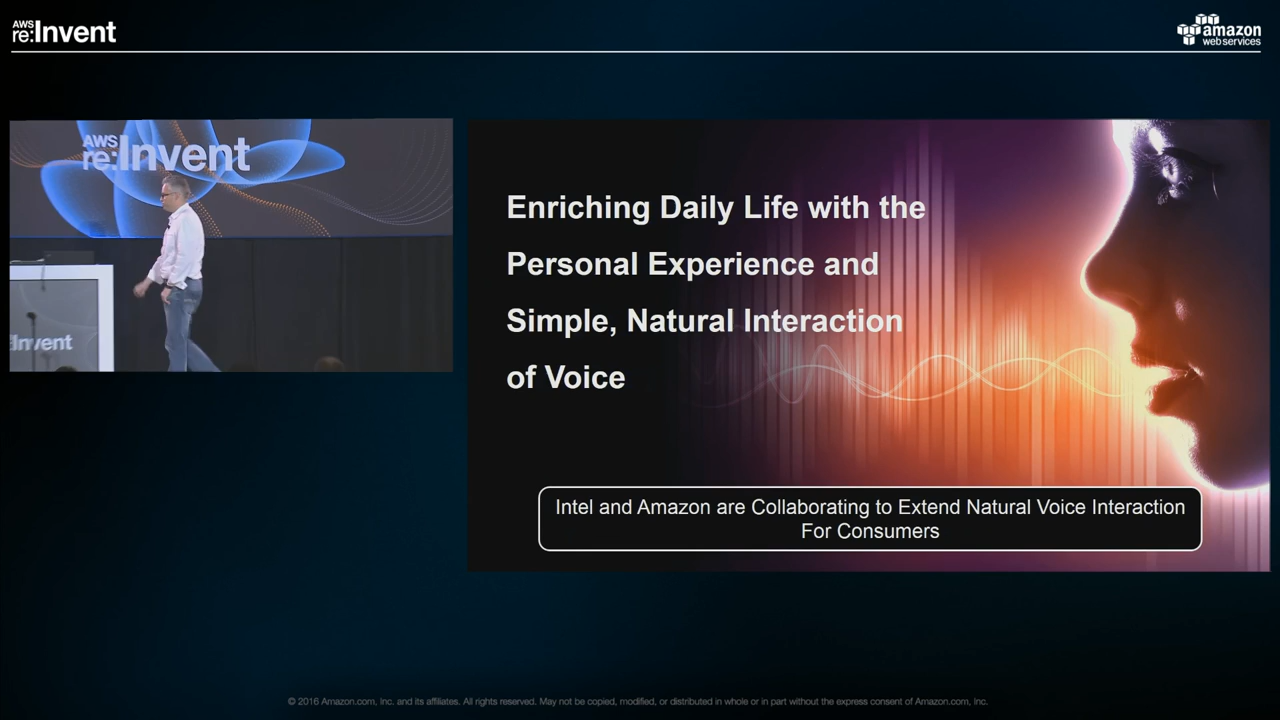 AWS
re:Invent
amazon
web services
AWS
re:Invent
:Invent
Enriching Daily Life with the
Personal Experience and
Simple, Natural Interaction
of Voice
Intel and Amazon are Collaborating to Extend Natural Voice Interaction
For Consumers
© 2016 Amazon.com, Inc. and its affiliates. All rights reserved. May not be copied, modified, or distributed in whole or in part without the express consent of Amazon.com, Inc.